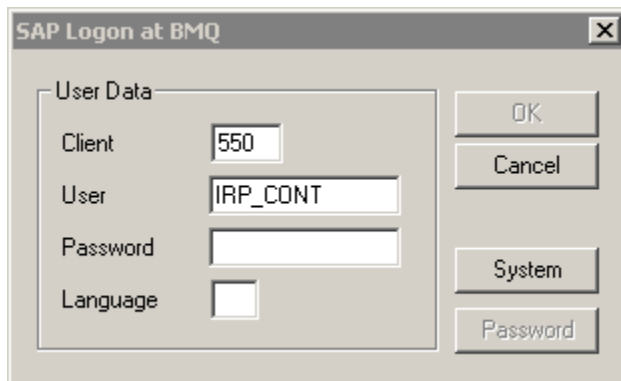 SAP Logon at BMQ
User Data
Client 550
User IRP_CONT
Password
Language
OK
Cancel
System
Password